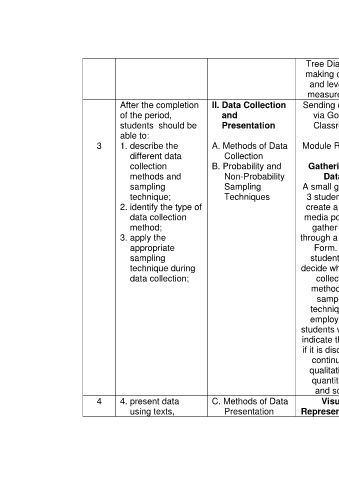 Tree Dia
making
and lev
measur
After the completion
of the period,
students should be
able to:
3
1. describe the
different data
collection
methods and
sampling
technique;
2. identify the type of
data collection
method;
3. apply the
appropriate
sampling
technique during
data collection;
II. Data Collection
and
Presentation
A. Methods of Data
Collection
B. Probability and
Non-Probability
Sampling
Techniques
Sending
via Go
Classr
Module R
Gatheri
Dat
A small g
3 studen
create a
media po
gather
through a
Form.
student
decide wh
collec
metho
samp
techniq
employ
students w
indicate th
if it is disc
continu
qualitati
quantit
and so
4
4. present data
using texts,
C. Methods of Data
Presentation
Visu
Represen